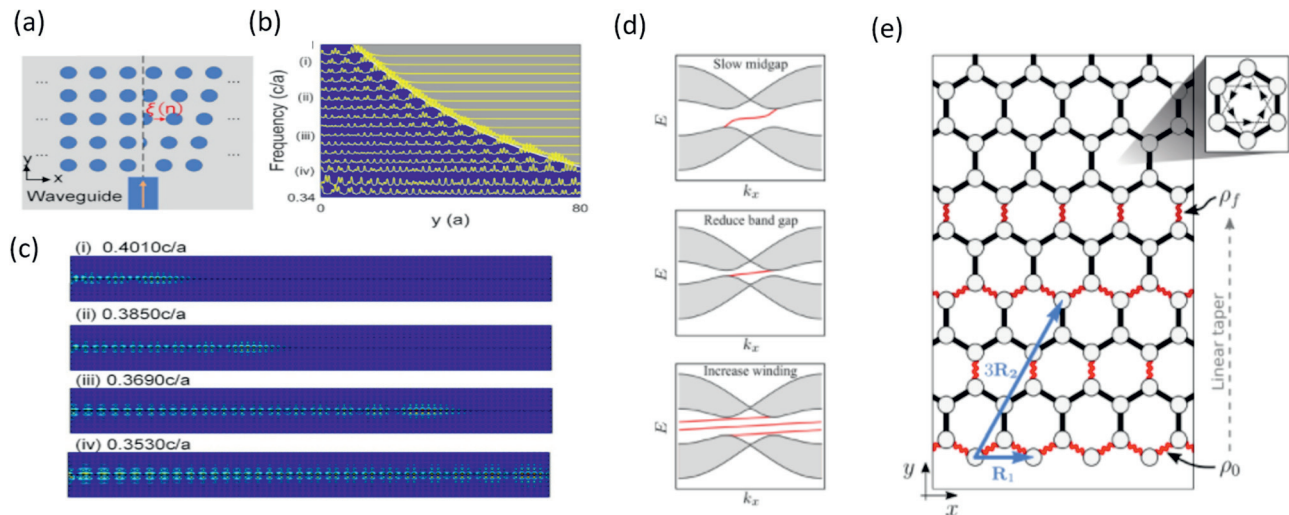 (a)
...
ξ(n)
...
y
x
Waveguide
(b)
Frequency (c/a)
(i)
(ii)
(iii)
(iv)
0.34
0
80
y (a)
(c)
(i) 0.4010c/a
(ii) 0.3850c/a
(iii) 0.3690c/a
(iv) 0.3530c/a
(d)
Slow midgap
E
kₓ
Reduce band gap
E
kₓ
Increase winding
E
kₓ
(e)
ρf
Linear taper
3R₂
R₁
ρ₀
y
x